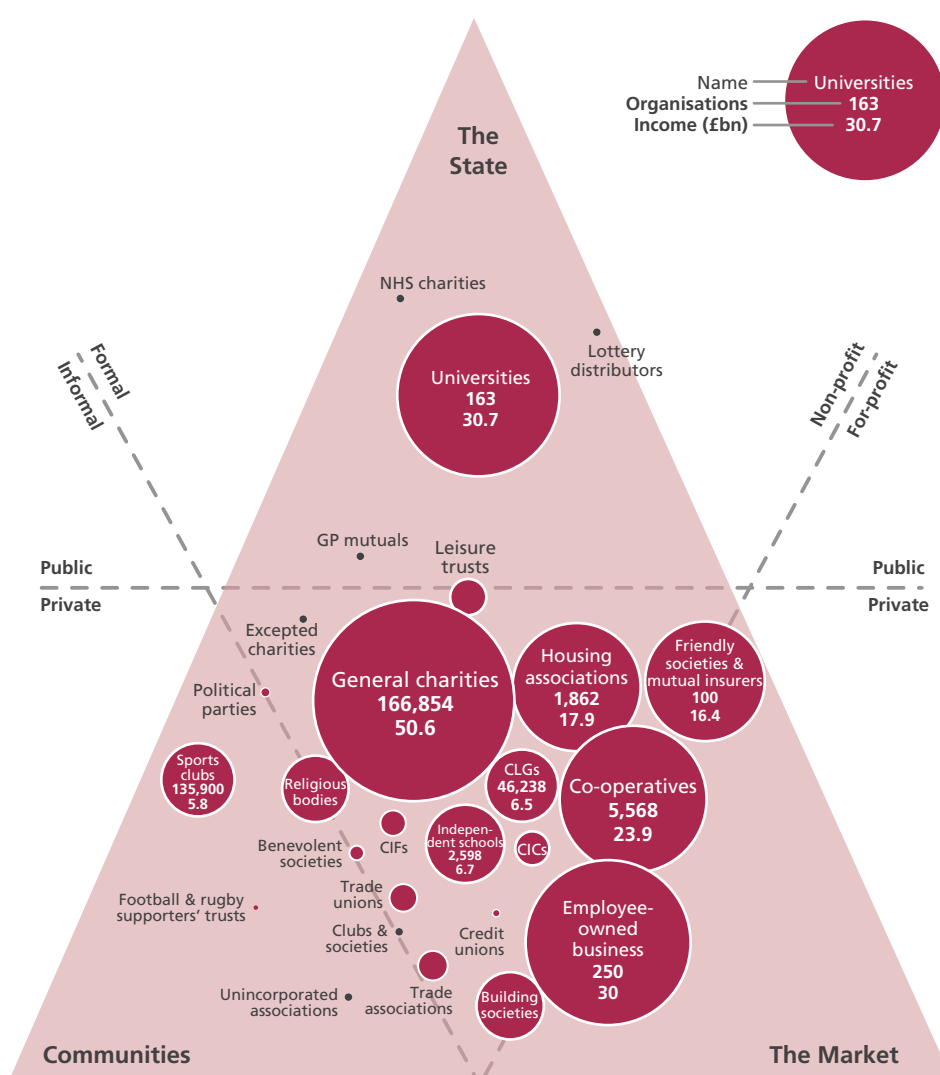 Name
Organisations
Income (£bn)
Universities
163
30.7
The
State
NHS charities
Lottery
distributors
Universities
163
30.7
Formal
Informal
Non-profit
For-profit
GP mutuals
Leisure
trusts
Public
Private
Public
Private
Excepted
charities
General charities
166,854
50.6
Housing
associations
1,862
17.9
Friendly
societies &
mutual insurers
100
16.4
Political
parties
Sports
clubs
135,900
5.8
Religious
bodies
CLGs
46,238
6.5
Co-operatives
5,568
23.9
CIFs
Indepen-
dent schools
2,598
6.7
CICs
Benevolent
societies
Trade
unions
Football & rugby
supporters’ trusts
Clubs &
societies
Credit
unions
Employee-
owned
business
250
30
Unincorporated
associations
Trade
associations
Building
societies
Communities
The Market